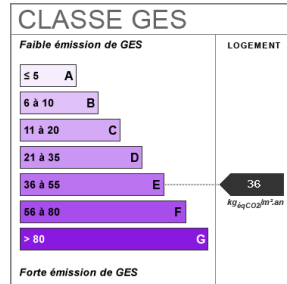 CLASSE GES
Faible émission de GES
LOGEMENT
≤ 5 A
6 à 10 B
11 à 20 C
21 à 35 D
36 à 55 E
36
kgéqCO2/m².an
56 à 80 F
> 80 G
Forte émission de GES